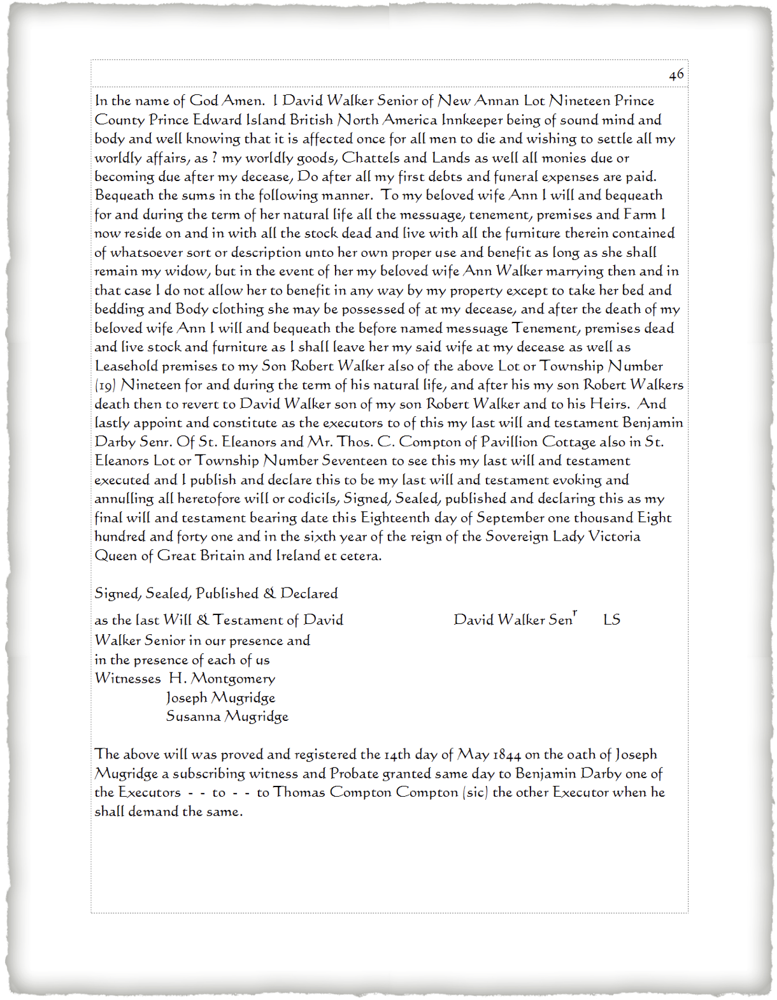 46
In the name of God Amen.  I David Walker Senior of New Annan Lot Nineteen Prince
County Prince Edward Island British North America Innkeeper being of sound mind and
body and well knowing that it is affected once for all men to die and wishing to settle all my
worldly affairs, as ? my worldly goods, Chattels and Lands as well all monies due or
becoming due after my decease, Do after all my first debts and funeral expenses are paid.
Bequeath the sums in the following manner.  To my beloved wife Ann I will and bequeath
for and during the term of her natural life all the messuage, tenement, premises and Farm I
now reside on and in with all the stock dead and live with all the furniture therein contained
of whatsoever sort or description unto her own proper use and benefit as long as she shall
remain my widow, but in the event of her my beloved wife Ann Walker marrying then and in
that case I do not allow her to benefit in any way by my property except to take her bed and
bedding and Body clothing she may be possessed of at my decease, and after the death of my
beloved wife Ann I will and bequeath the before named messuage Tenement, premises dead
and live stock and furniture as I shall leave her my said wife at my decease as well as
Leasehold premises to my Son Robert Walker also of the above Lot or Township Number
(19) Nineteen for and during the term of his natural life, and after his my son Robert Walkers
death then to revert to David Walker son of my son Robert Walker and to his Heirs.  And
lastly appoint and constitute as the executors to of this my last will and testament Benjamin
Darby Senr. Of St. Eleanors and Mr. Thos. C. Compton of Pavillion Cottage also in St.
Eleanors Lot or Township Number Seventeen to see this my last will and testament
executed and I publish and declare this to be my last will and testament evoking and
annulling all heretofore will or codicils, Signed, Sealed, published and declaring this as my
final will and testament bearing date this Eighteenth day of September one thousand Eight
hundred and forty one and in the sixth year of the reign of the Sovereign Lady Victoria
Queen of Great Britain and Ireland et cetera.
Signed, Sealed, Published & Declared
as the last Will & Testament of David David Walker Senr LS
Walker Senior in our presence and
in the presence of each of us
Witnesses  H. Montgomery
Joseph Mugridge
Susanna Mugridge
The above will was proved and registered the 14th day of May 1844 on the oath of Joseph
Mugridge a subscribing witness and Probate granted same day to Benjamin Darby one of
the Executors  - -  to  - -  to Thomas Compton Compton (sic) the other Executor when he
shall demand the same.